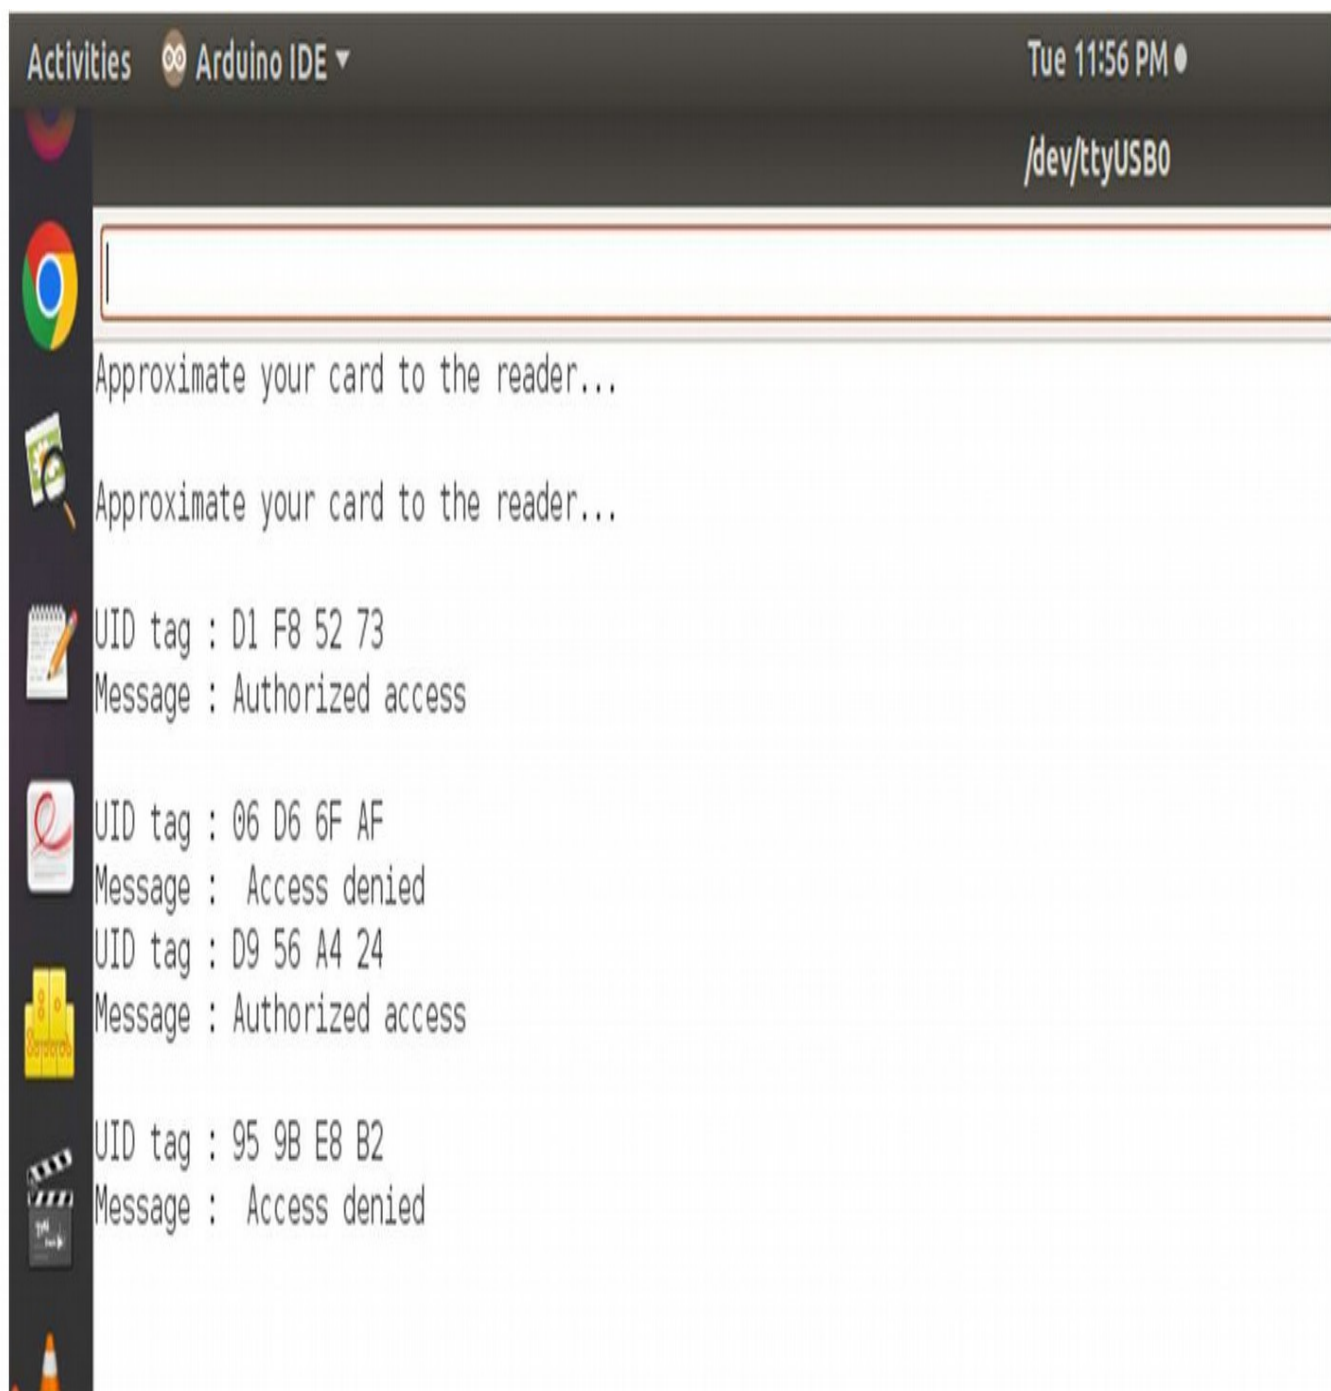 Activities Arduino IDE Tue 11:56 PM
/dev/ttyUSB0
Approximate your card to the reader...
Approximate your card to the reader...
UID tag : D1 F8 52 73
Message : Authorized access
UID tag : 06 D6 6F AF
Message :  Access denied
UID tag : D9 56 A4 24
Message : Authorized access
UID tag : 95 9B E8 B2
Message :  Access denied